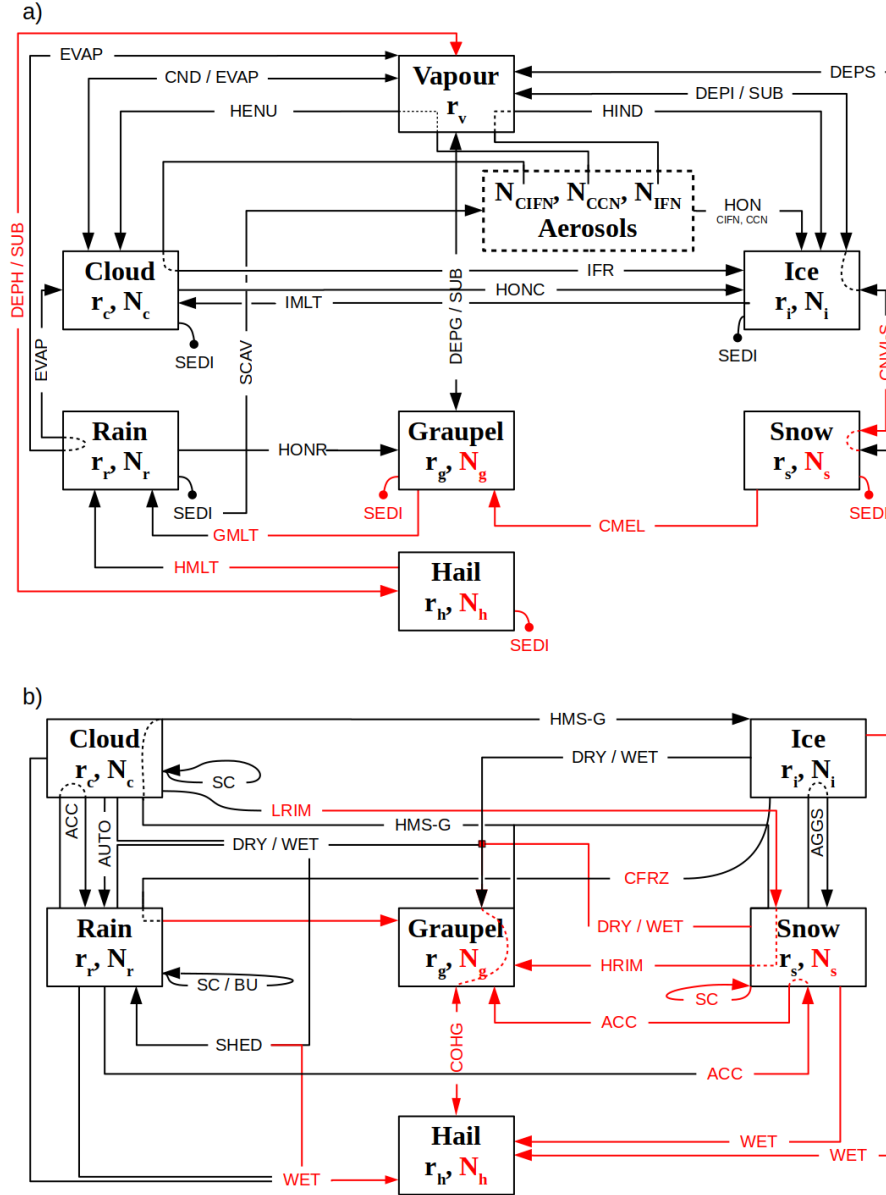 a)
EVAP
Vapour
r_v
CND / EVAP
DEPS
DEPI / SUB
HENU
HIND
N_CIFN, N_CCN, N_IFN
Aerosols
HON
CIFN, CCN
DEPH / SUB
Cloud
r_c, N_c
IFR
HONC
IMLT
Ice
r_i, N_i
SEDI
SEDI
EVAP
SCAV
DEPG / SUB
CNVLS
Rain
r_r, N_r
HONR
Graupel
r_g, N_g
Snow
r_s, N_s
SEDI
SEDI
SEDI
GMLT
CMEL
HMLT
Hail
r_h, N_h
SEDI
b)
Cloud
r_c, N_c
HMS-G
Ice
r_i, N_i
SC
DRY / WET
LRIM
ACC
AUTO
HMS-G
AGGS
DRY / WET
CFRZ
Rain
r_r, N_r
Graupel
r_g, N_g
DRY / WET
Snow
r_s, N_s
HRIM
SC / BU
SC
ACC
SHED
COHG
ACC
Hail
r_h, N_h
WET
WET
WET